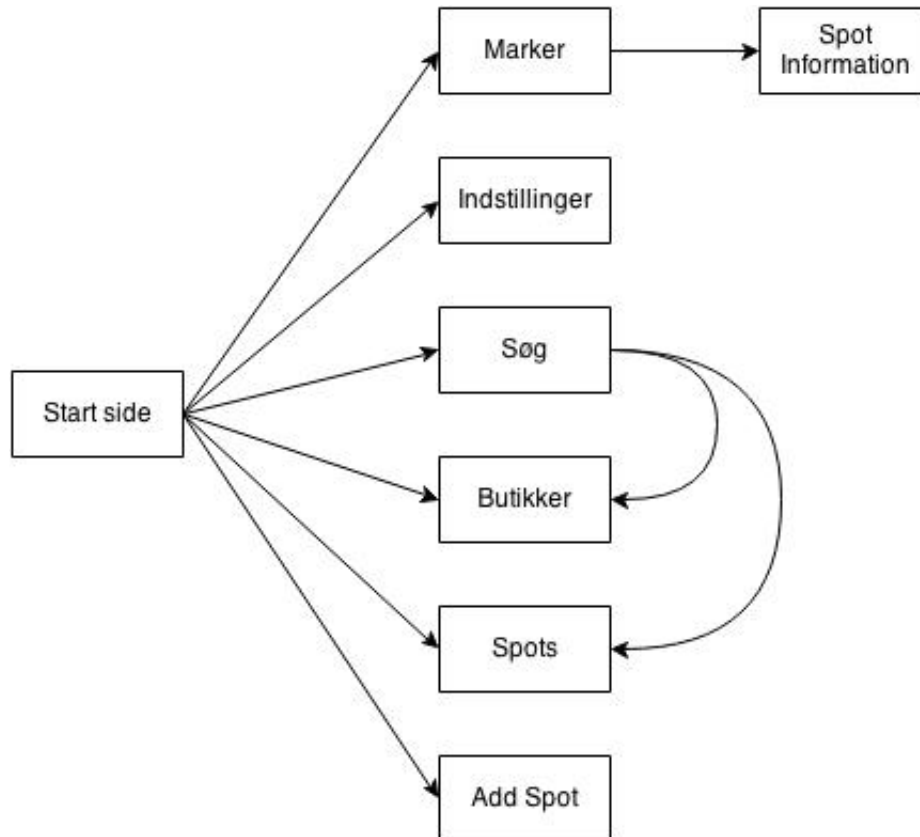 Marker
Spot
Information
Indstillinger
Søg
Start side
Butikker
Spots
Add Spot